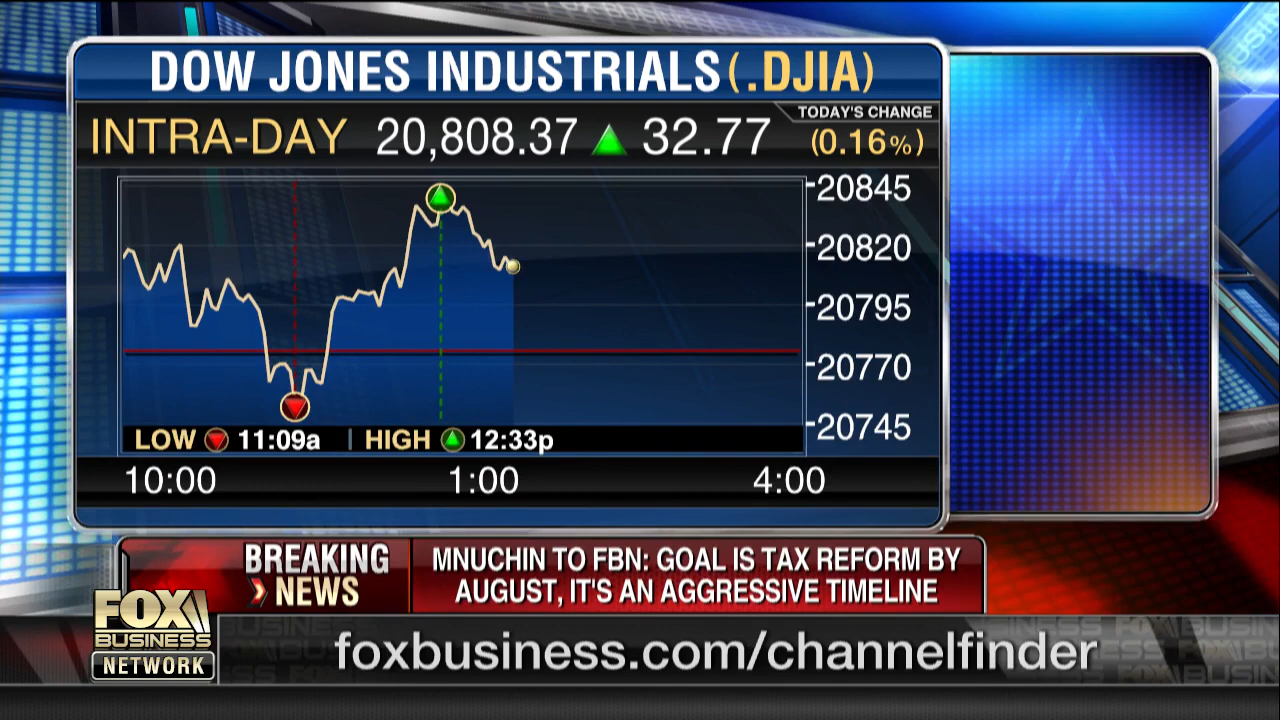 DOW JONES INDUSTRIALS (.DJIA)
INTRA-DAY 20,808.37 ▲ 32.77
TODAY'S CHANGE
(0.16%)
20845
20820
20795
20770
20745
LOW ▼ 11:09a | HIGH ▲ 12:33p
10:00 1:00 4:00
BREAKING
NEWS
MNUCHIN TO FBN: GOAL IS TAX REFORM BY
AUGUST, IT'S AN AGGRESSIVE TIMELINE
FOX
BUSINESS
NETWORK
foxbusiness.com/channelfinder